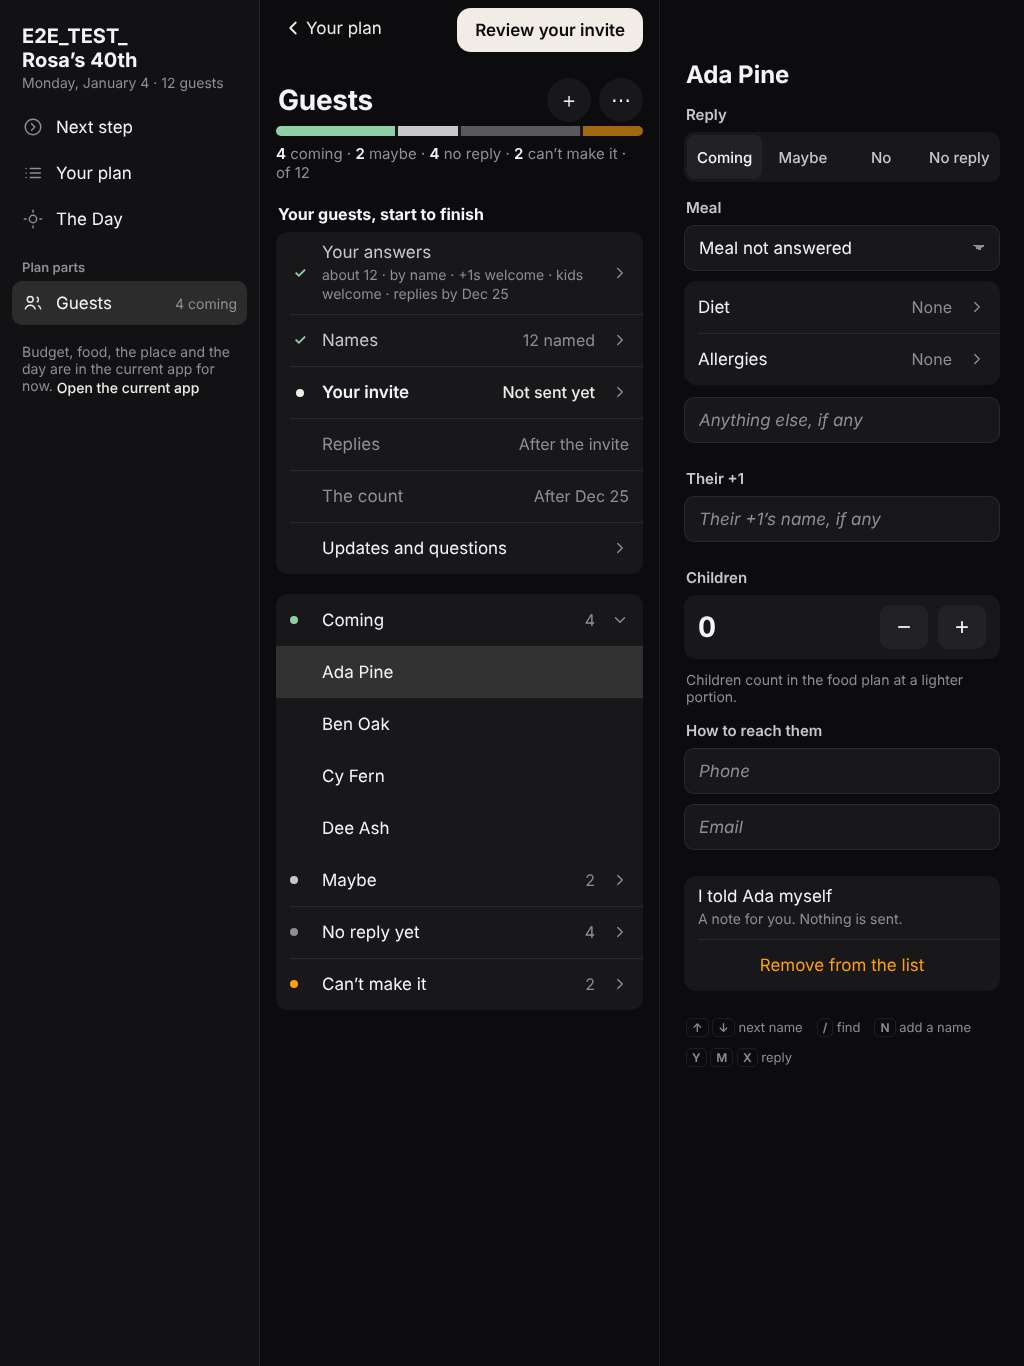 E2E_TEST_
Rosa’s 40th
Monday, January 4 · 12 guests
Next step
Your plan
The Day
Plan parts
Guests 4 coming
Budget, food, the place and the
day are in the current app for
now. Open the current app
Your plan
Review your invite
Guests
+ ···
4 coming · 2 maybe · 4 no reply · 2 can’t make it ·
of 12
Your guests, start to finish
Your answers
about 12 · by name · +1s welcome · kids
welcome · replies by Dec 25
Names 12 named
Your invite Not sent yet
Replies After the invite
The count After Dec 25
Updates and questions
Coming 4
Ada Pine
Ben Oak
Cy Fern
Dee Ash
Maybe 2
No reply yet 4
Can’t make it 2
Ada Pine
Reply
Coming Maybe No No reply
Meal
Meal not answered
Diet None
Allergies None
Anything else, if any
Their +1
Their +1’s name, if any
Children
0 − +
Children count in the food plan at a lighter
portion.
How to reach them
Phone
Email
I told Ada myself
A note for you. Nothing is sent.
Remove from the list
↑ ↓ next name / find N add a name
Y M X reply